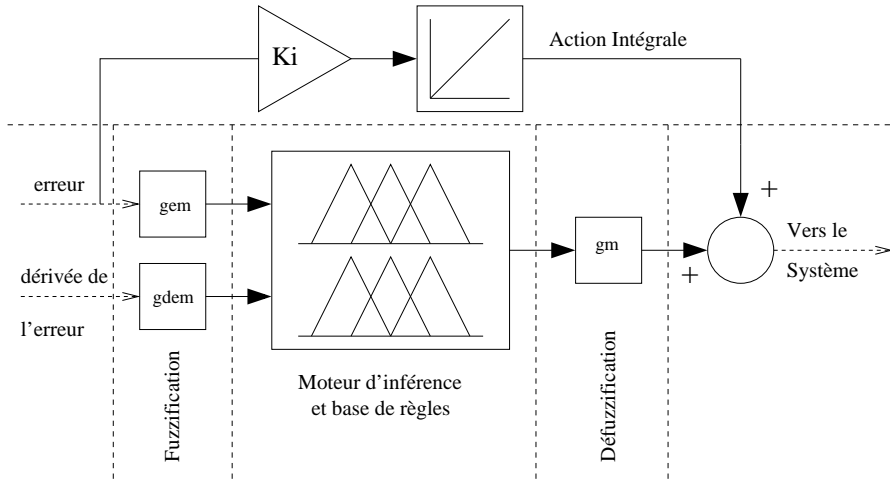 Ki
Action Intégrale
erreur
gem
+
Vers le
Système
gm
+
dérivée de
l'erreur
gdem
Fuzzification
Moteur d'inférence
et base de règles
Défuzzification